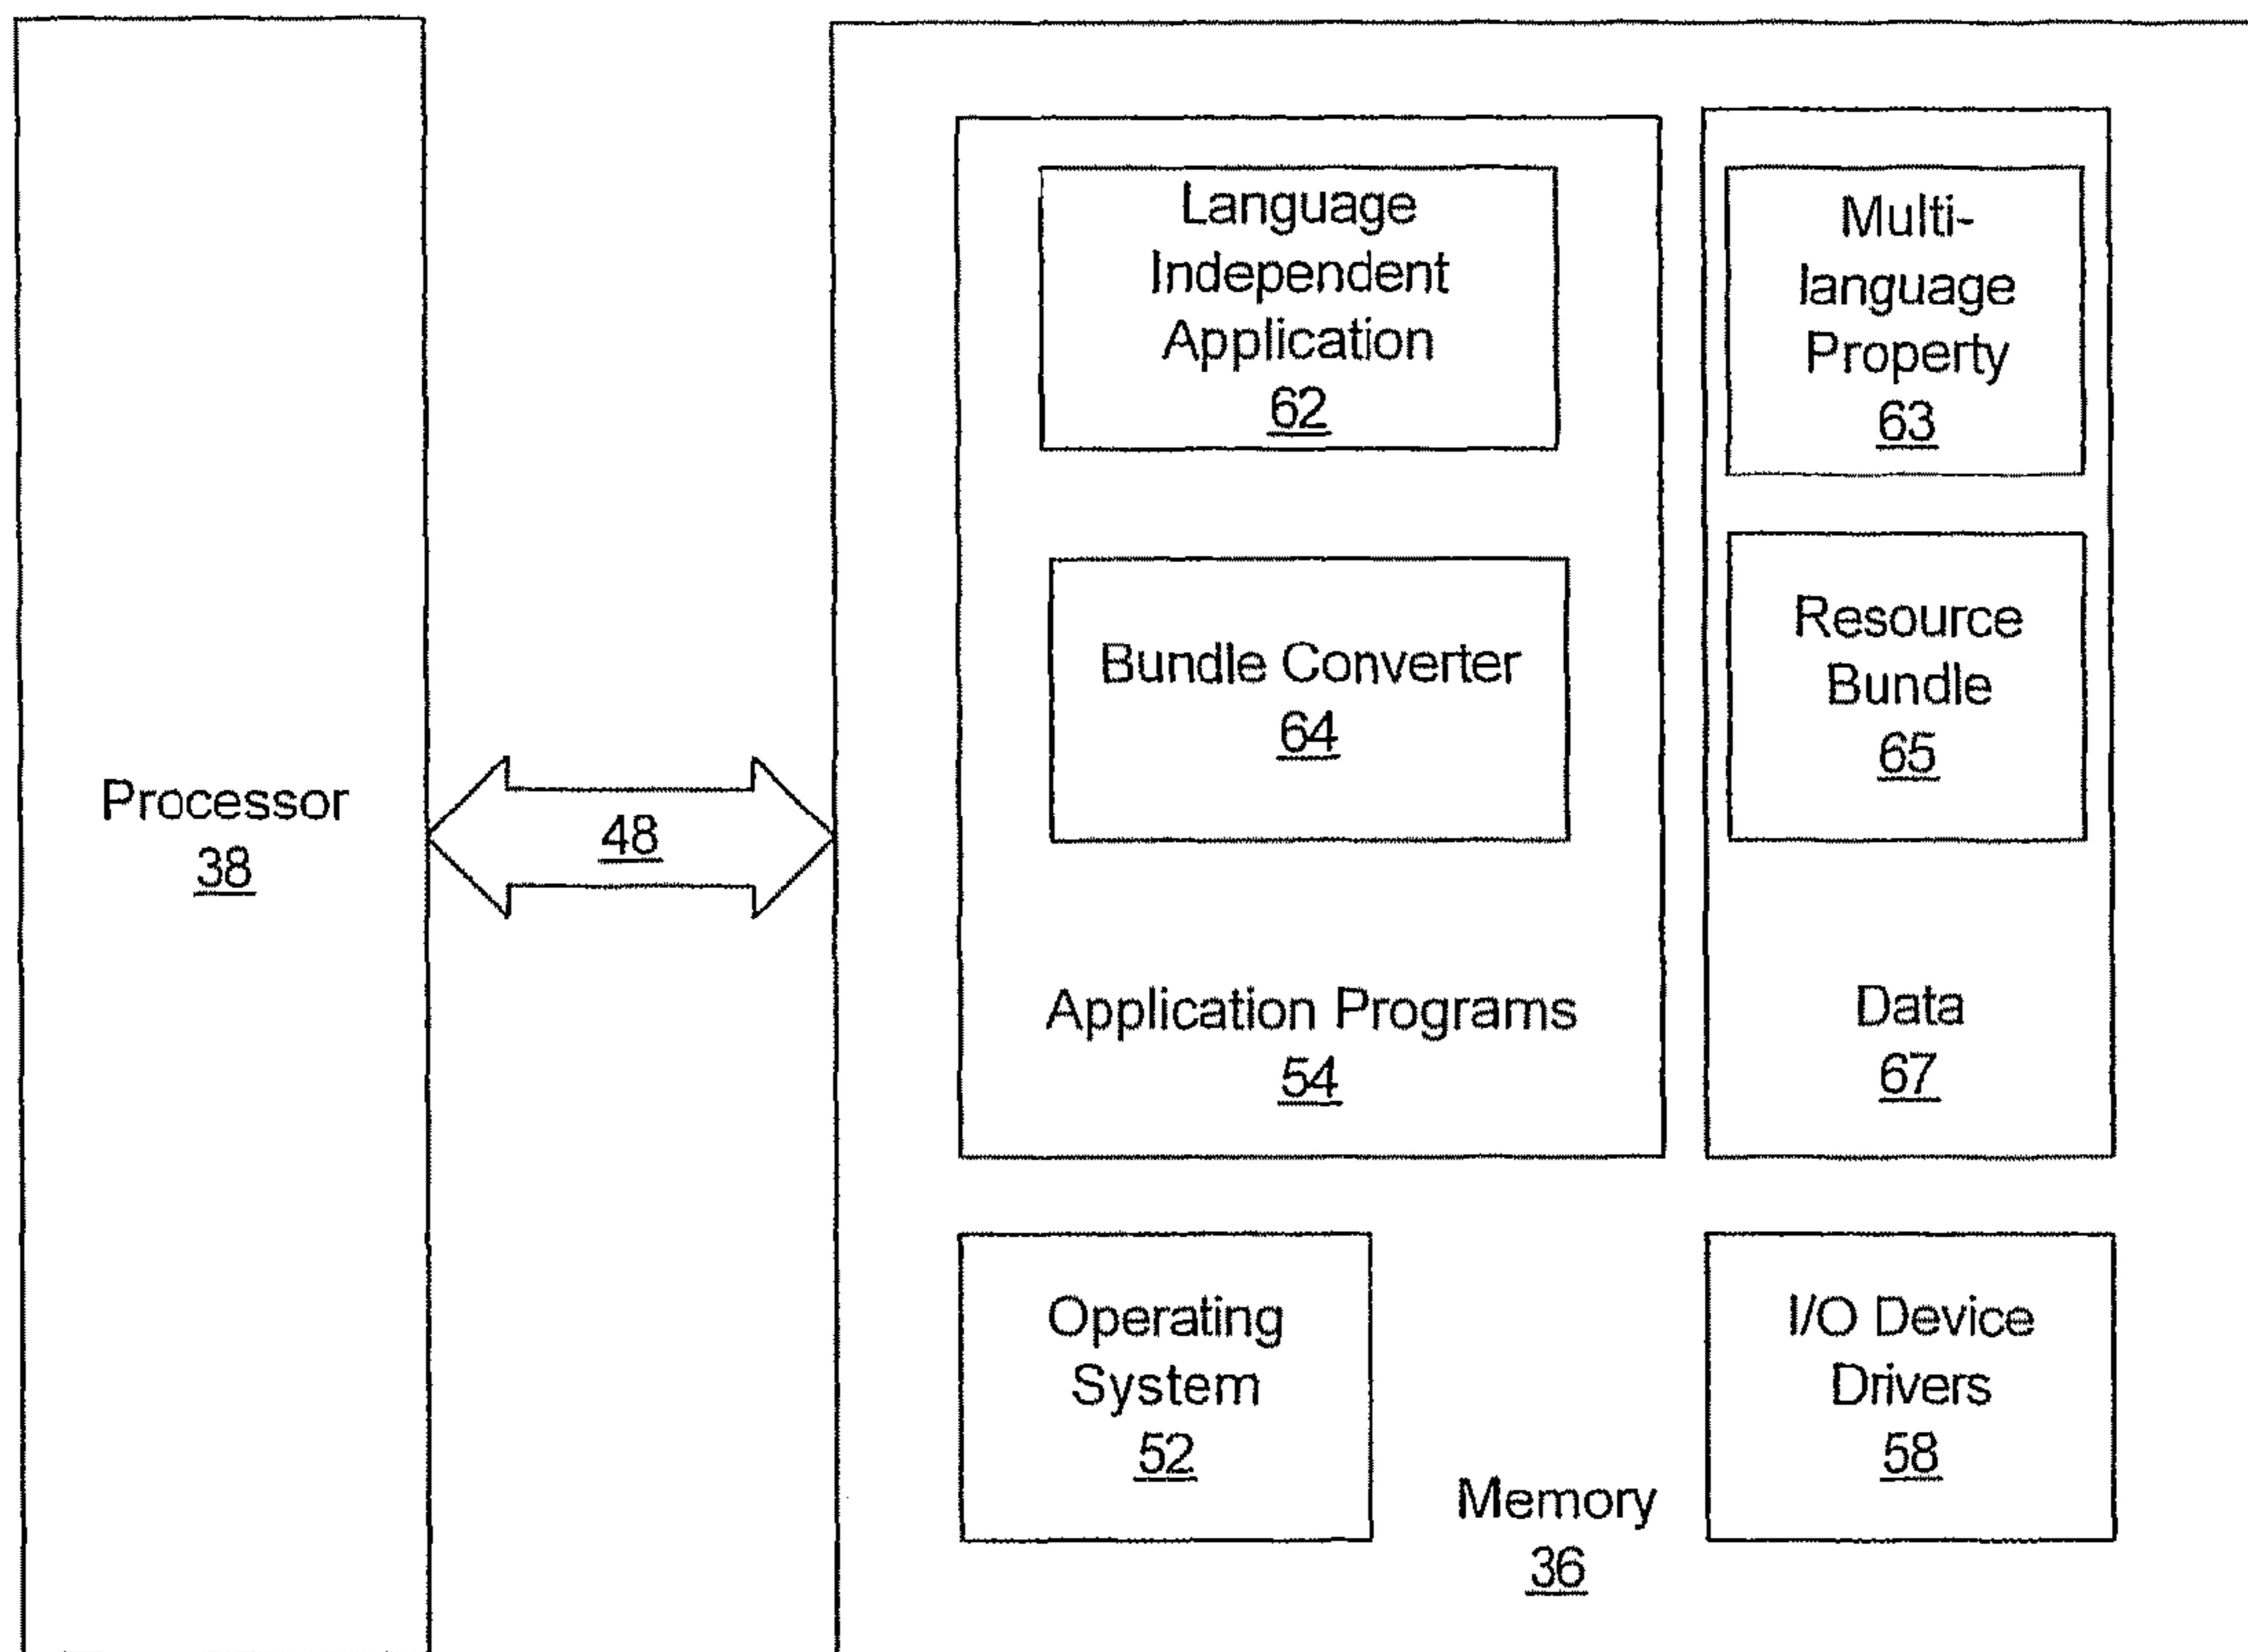 Processor
38
48
Language
Independent
Application
62
Bundle Converter
64
Application Programs
54
Multi-
language
Property
63
Resource
Bundle
65
Data
67
Operating
System
52
Memory
36
I/O Device
Drivers
58